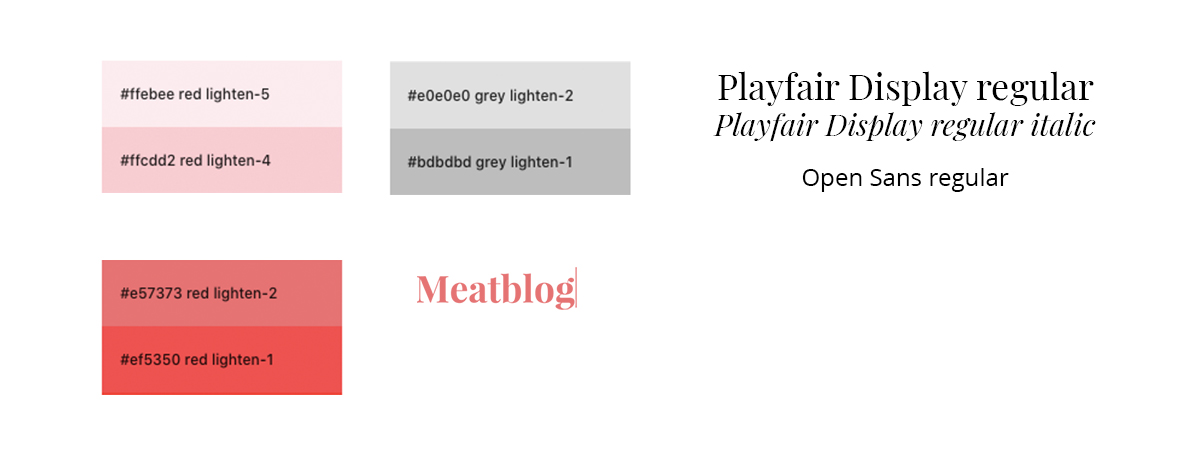 #ffebee red lighten-5
#ffcdd2 red lighten-4
#e0e0e0 grey lighten-2
#bdbdbd grey lighten-1
Playfair Display regular
Playfair Display regular italic
Open Sans regular
#e57373 red lighten-2
#ef5350 red lighten-1
Meatblog